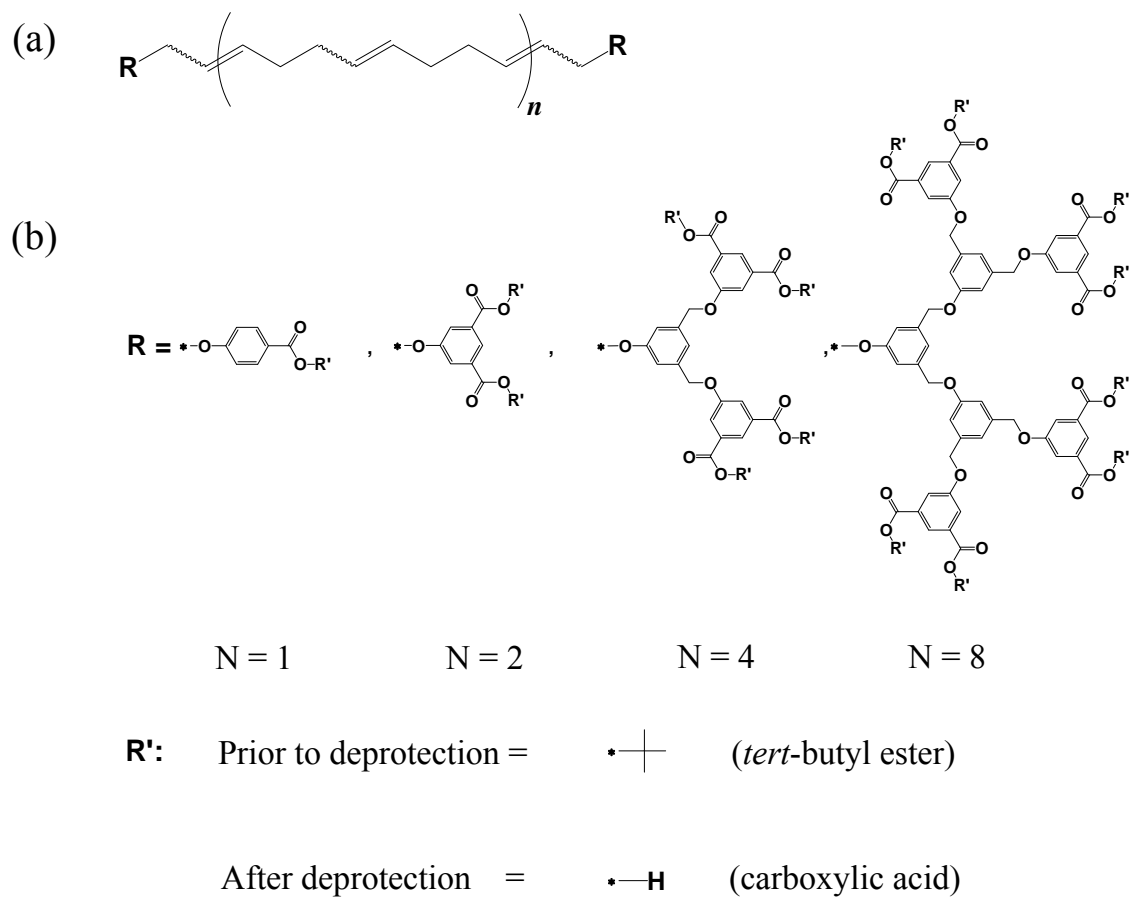 (a)
R
R
n
(b)
R = *-O O O-R' , *-O O O-R' O O-R' , *-O O O O O-R' O O-R' O O-R' O O-R' , *-O O O O O O O O O-R' O O-R' O O-R' O O-R' O O-R' O O-R' O O-R' O O-R'
N = 1 N = 2 N = 4 N = 8
R': Prior to deprotection = * (tert-butyl ester)
After deprotection = *-H (carboxylic acid)